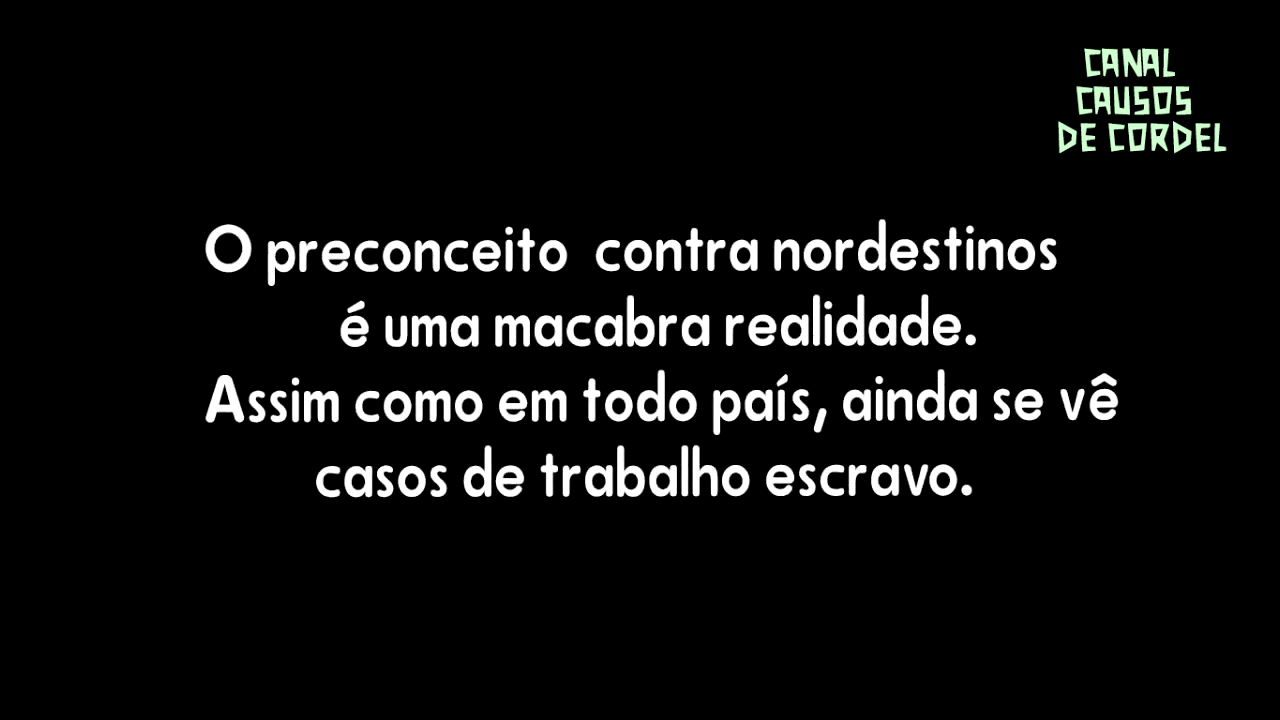 CANAL
CAUSOS
DE CORDEL
O preconceito contra nordestinos
é uma macabra realidade.
Assim como em todo país, ainda se vê
casos de trabalho escravo.